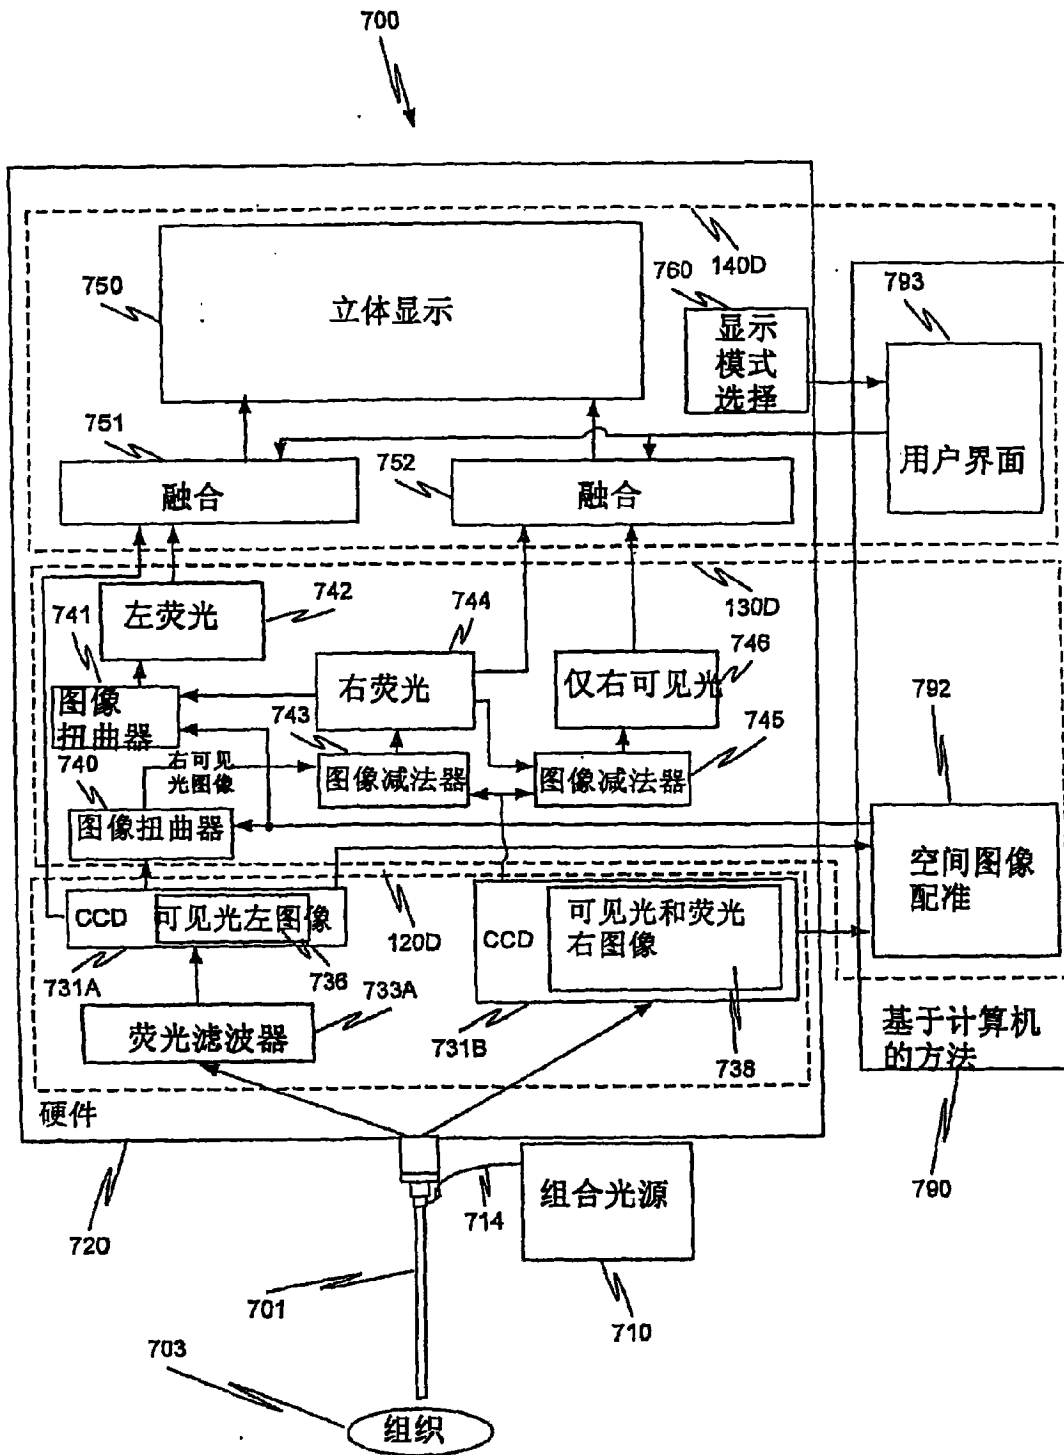 700
140D
750
立体显示
760
显示
模式
选择
793
用户界面
751
融合
752
融合
130D
741
左荧光
742
744
右荧光
仅右可见光
746
图像
扭曲器
743
745
740
右可见
光图像
图像减法器
图像减法器
792
图像扭曲器
空间图像
配准
CCD
可见光左图像
120D
CCD
可见光和荧光
右图像
731A
736
733A
荧光滤波器
731B
738
基于计算机
的方法
硬件
790
720
714
组合光源
701
710
703
组织